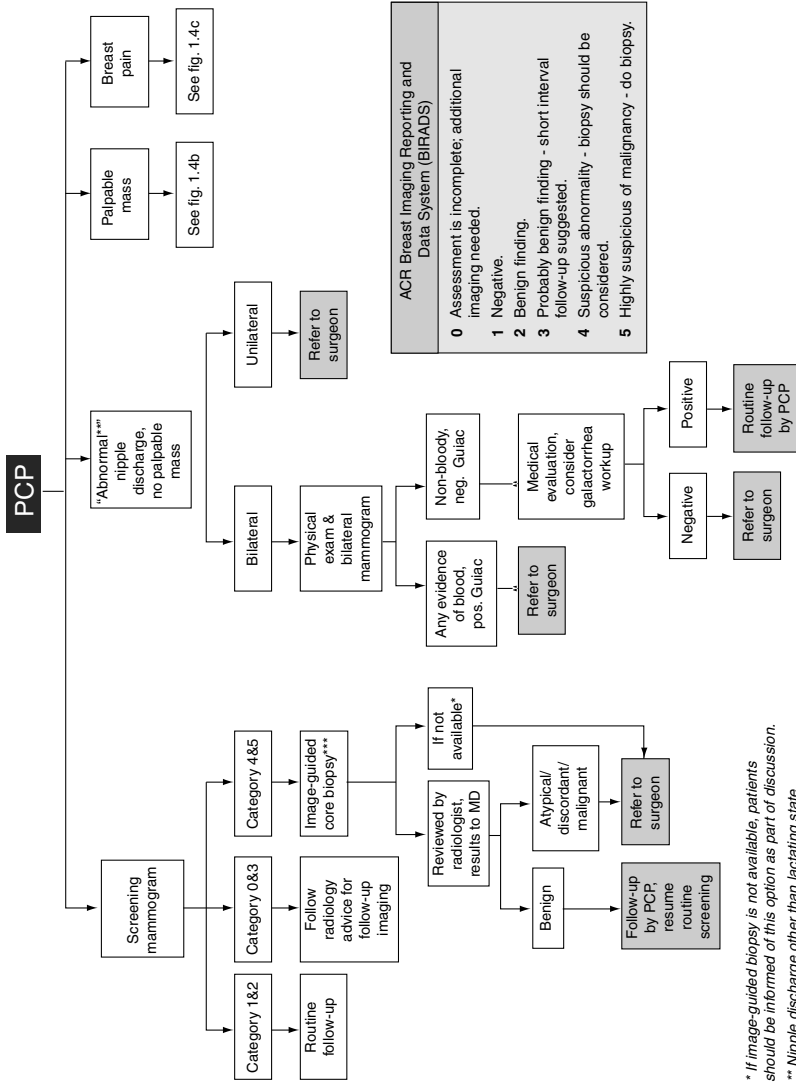 PCP
Screening
mammogram
"Abnormal**"
nipple
discharge,
no palpable
mass
Palpable
mass
Breast
pain
See fig. 1.4b
See fig. 1.4c
Category 1&2
Category 0&3
Category 4&5
Routine
follow-up
Follow
radiology
advice for
follow-up
imaging
Image-guided
core biopsy***
Reviewed by
radiologist,
results to MD
If not
available*
Benign
Atypical/
discordant/
malignant
Follow-up
by PCP,
resume
routine
screening
Refer to
surgeon
Bilateral
Unilateral
Physical
exam &
bilateral
mammogram
Refer to
surgeon
Any evidence
of blood,
pos. Guiac
Non-bloody,
neg. Guiac
Refer to
surgeon
Medical
evaluation,
consider
galactorrhea
workup
Negative
Positive
Refer to
surgeon
Routine
follow-up
by PCP
ACR Breast Imaging Reporting and
Data System (BIRADS)
0 Assessment is incomplete; additional
imaging needed.
1 Negative.
2 Benign finding.
3 Probably benign finding - short interval
follow-up suggested.
4 Suspicious abnormality - biopsy should be
considered.
5 Highly suspicious of malignancy - do biopsy.
* If image-guided biopsy is not available, patients
should be informed of this option as part of discussion.
** Nipple discharge other than lactating state